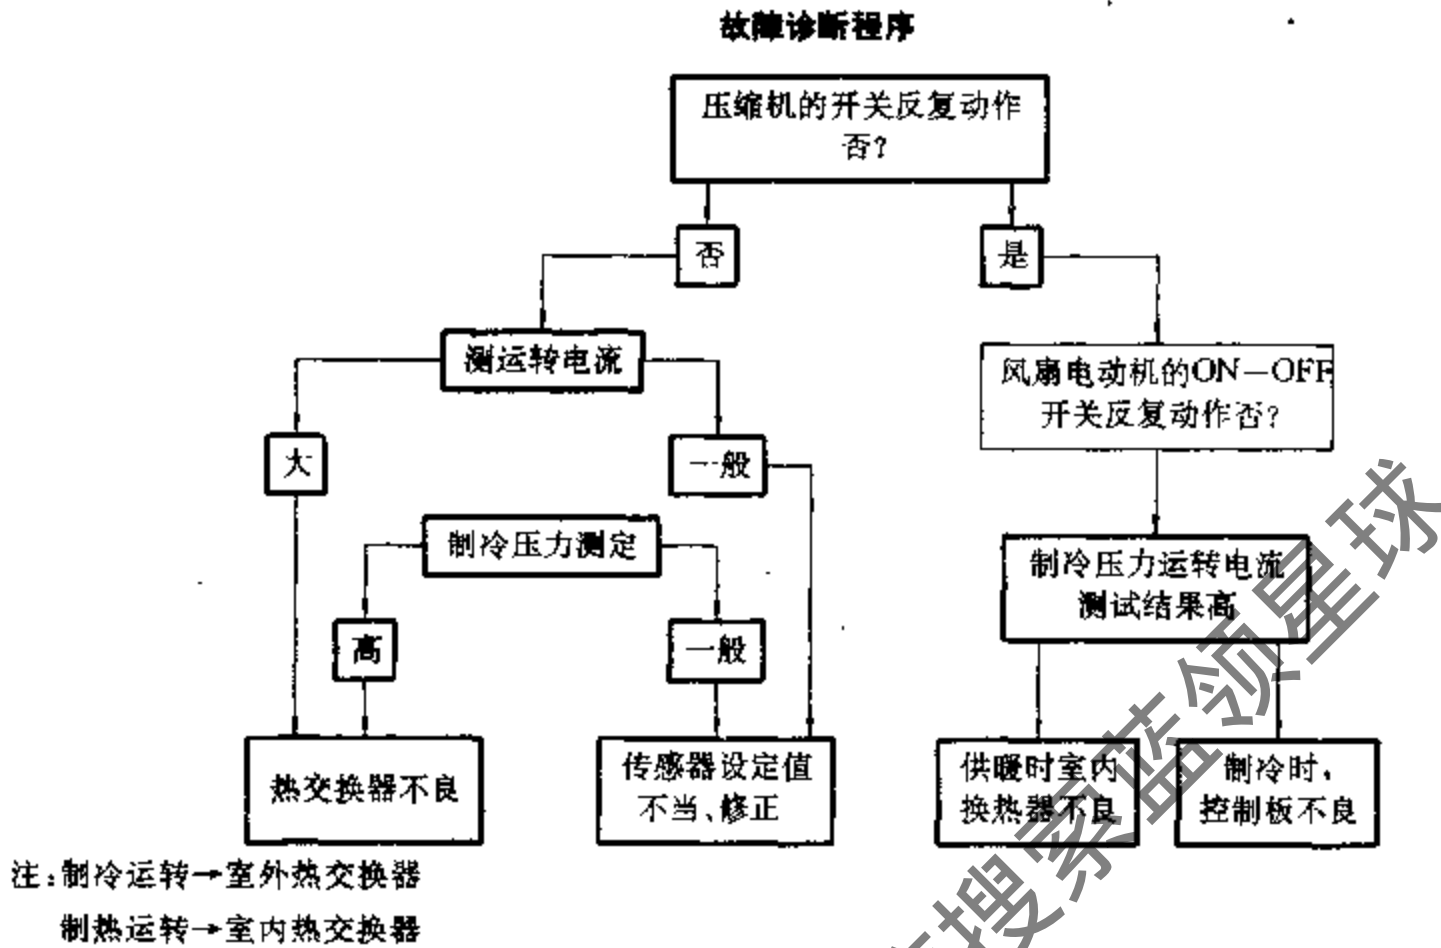 故障诊断程序
压缩机的开关反复动作
否?
否
是
测运转电流
风扇电动机的ON-OFF
开关反复动作否?
大
一般
制冷压力测定
制冷压力运转电流
测试结果高
高
一般
热交换器不良
传感器设定值
不当、修正
供暖时室内
换热器不良
制冷时,
控制板不良
注:制冷运转→室外热交换器
制热运转→室内热交换器
搜索蓝领星球